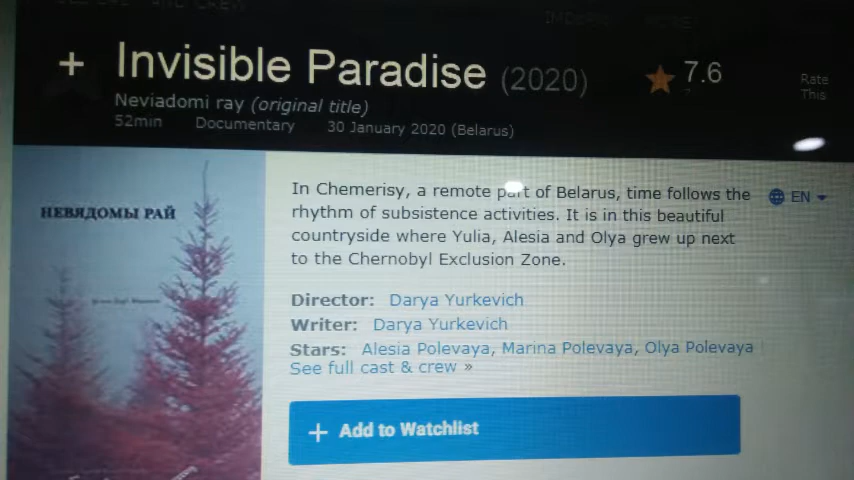 + Invisible Paradise (2020)
7.6
Rate This
Neviadomi ray (original title)
52min Documentary 30 January 2020 (Belarus)
НЕВЯДОМЫ РАЙ
In Chemerisy, a remote part of Belarus, time follows the
rhythm of subsistence activities. It is in this beautiful
countryside where Yulia, Alesia and Olya grew up next
to the Chernobyl Exclusion Zone.
EN
Director: Darya Yurkevich
Writer: Darya Yurkevich
Stars: Alesia Polevaya, Marina Polevaya, Olya Polevaya
See full cast & crew »
+ Add to Watchlist